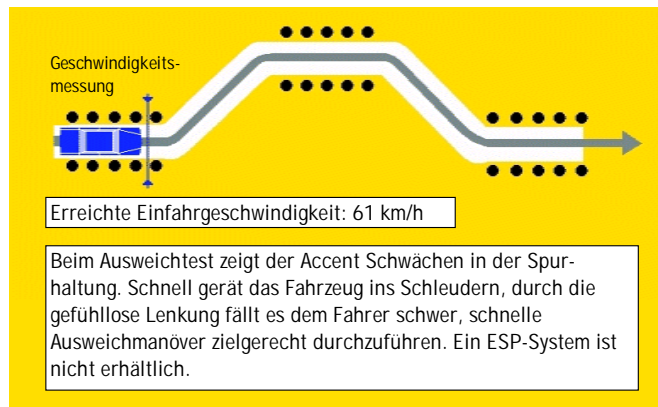 Geschwindigkeits-
messung
Erreichte Einfahrgeschwindigkeit: 61 km/h
Beim Ausweichtest zeigt der Accent Schwächen in der Spur-
haltung. Schnell gerät das Fahrzeug ins Schleudern, durch die
gefühllose Lenkung fällt es dem Fahrer schwer, schnelle
Ausweichmanöver zielgerecht durchzuführen. Ein ESP-System ist
nicht erhältlich.